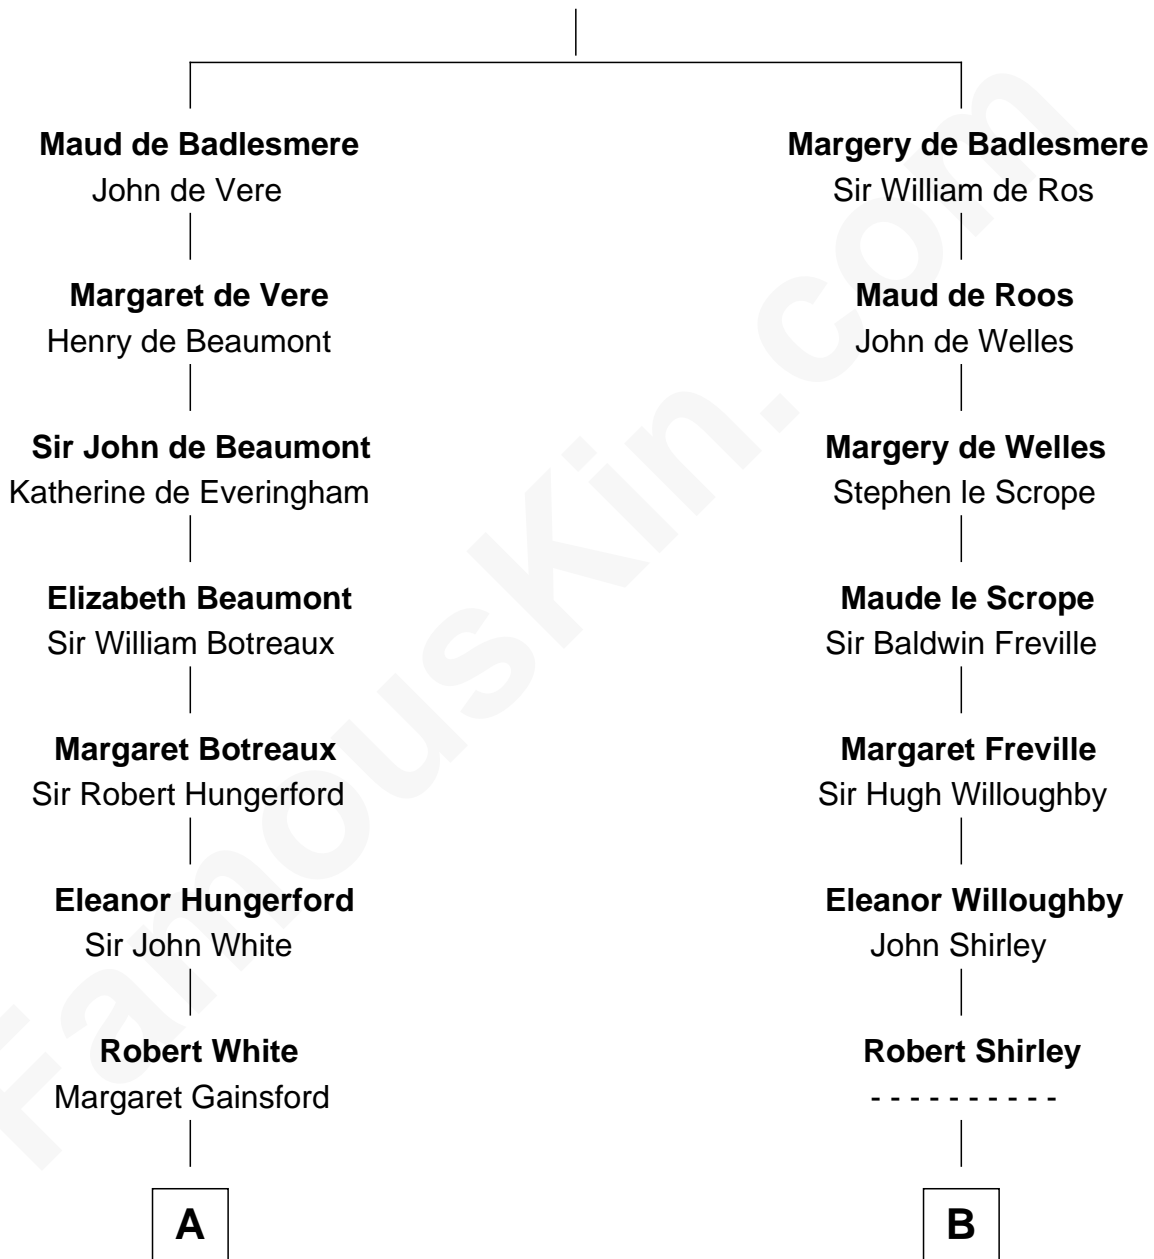 Maud de Badlesmere
John de Vere
Margaret de Vere
Henry de Beaumont
Sir John de Beaumont
Katherine de Everingham
Elizabeth Beaumont
Sir William Botreaux
Margaret Botreaux
Sir Robert Hungerford
Eleanor Hungerford
Sir John White
Robert White
Margaret Gainsford
A
Margery de Badlesmere
Sir William de Ros
Maud de Roos
John de Welles
Margery de Welles
Stephen le Scrope
Maude le Scrope
Sir Baldwin Freville
Margaret Freville
Sir Hugh Willoughby
Eleanor Willoughby
John Shirley
Robert Shirley
- - - - - - - - - -
B
FamousKin.com